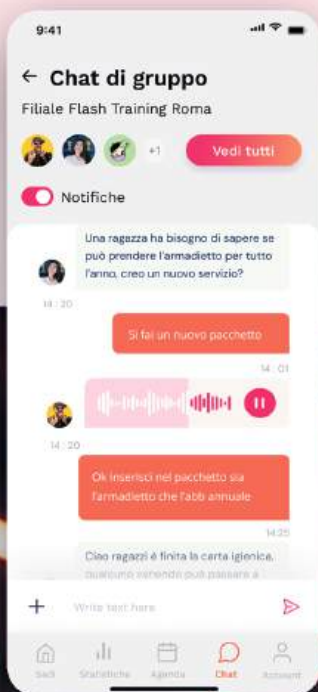 9:41
Chat di gruppo
Filiale Flash Training Roma
+1
Vedi tutti
Notifiche
Una ragazza ha bisogno di sapere se
può prendere l'armadietto per tutto
l'anno, creo un nuovo servizio?
14:20
Si fai un nuovo pacchetto
14:01
14:20
Ok inserisci nel pacchetto sia
l'armadietto che l'abb annuale
14:25
Ciao ragazzi è finita la carta igienica,
qualcuno venendo può passare a
Write text here
Sedi
Statistiche
Agenda
Chat
Account